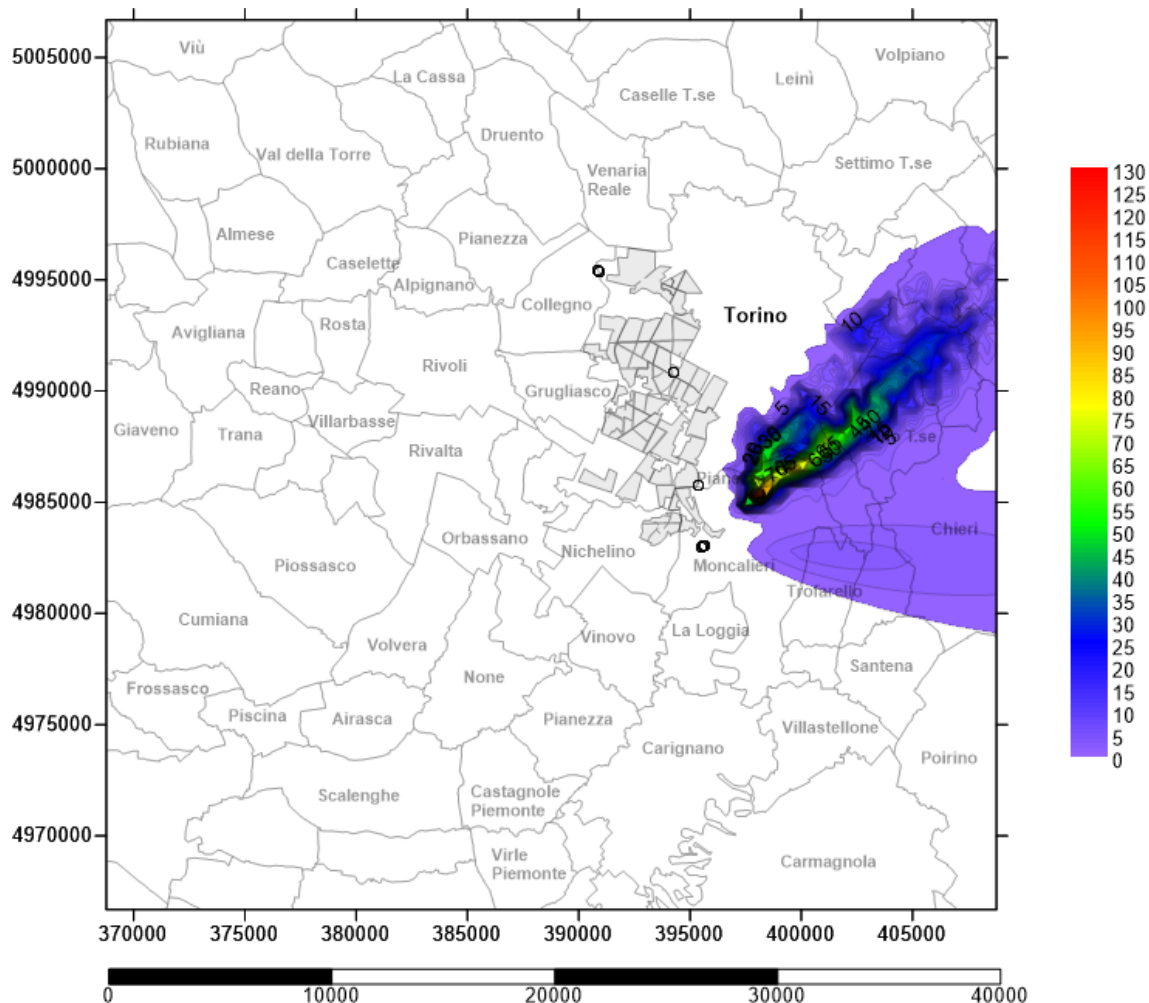 5005000
5000000
4995000
4990000
4985000
4980000
4975000
4970000
Viù
La Cassa
Caselle T.se
Leinì
Volpiano
Rubiana
Val della Torre
Druento
Venaria
Reale
Settimo T.se
Almese
Caselette
Pianezza
Alpignano
Collegno
Torino
Avigliana
Rosta
Rivoli
10
Reano
Grugliasco
Giaveno
Trana
Villarbasse
Rivalta
5
15
30
T.se
70
Orbassano
Nichelino
Moncalieri
Chieri
Piossasco
Trofarello
Cumiana
Volvera
Vinovo
La Loggia
Santena
Frossasco
None
Piscina
Airasca
Pianezza
Carignano
Villastellone
Poirino
Scalenghe
Castagnole
Piemonte
Virle
Piemonte
Carmagnola
370000 375000 380000 385000 390000 395000 400000 405000
0 10000 20000 30000 40000
130
125
120
115
110
105
100
95
90
85
80
75
70
65
60
55
50
45
40
35
30
25
20
15
10
5
0